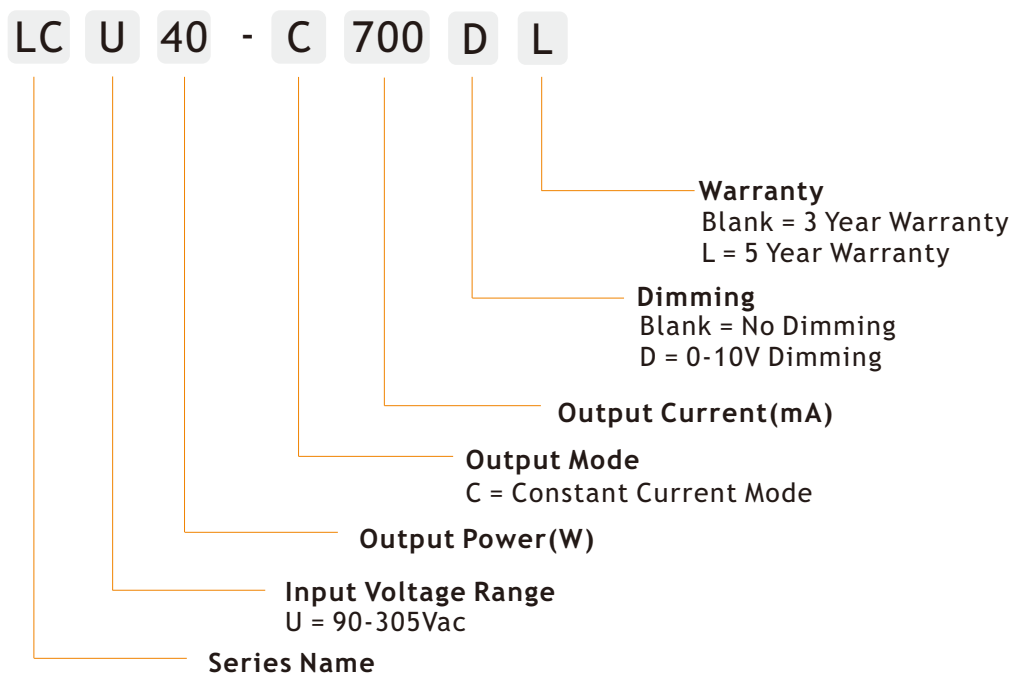 LC U 40 - C 700 D L
Warranty
Blank = 3 Year Warranty
L = 5 Year Warranty
Dimming
Blank = No Dimming
D = 0-10V Dimming
Output Current(mA)
Output Mode
C = Constant Current Mode
Output Power(W)
Input Voltage Range
U = 90-305Vac
Series Name